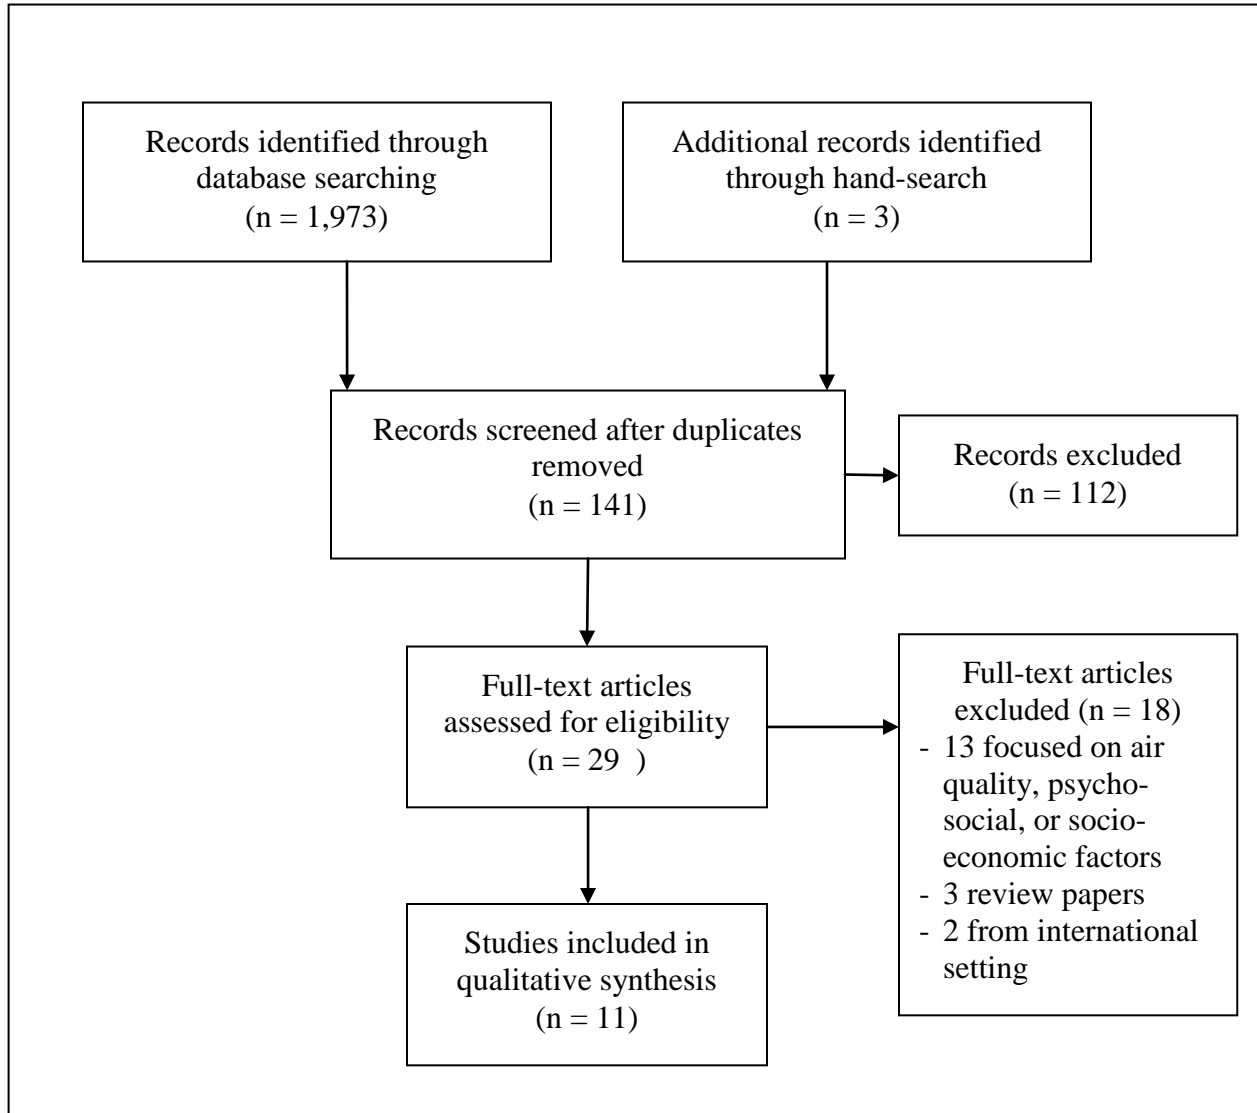 Records identified through
database searching
(n = 1,973)
Additional records identified
through hand-search
(n = 3)
Records screened after duplicates
removed
(n = 141)
Records excluded
(n = 112)
Full-text articles
assessed for eligibility
(n = 29  )
Full-text articles
excluded (n = 18)
- 13 focused on air
quality, psycho-
social, or socio-
economic factors
- 3 review papers
- 2 from international
setting
Studies included in
qualitative synthesis
(n = 11)